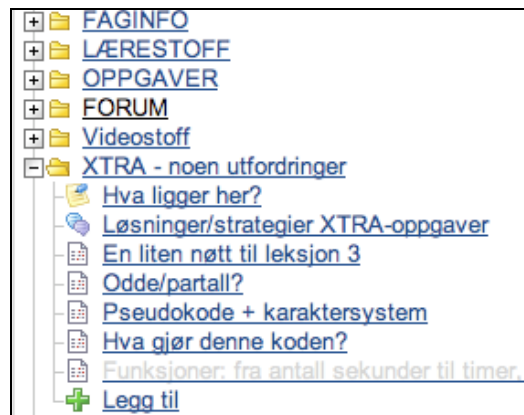 FAGINFO
LÆRESTOFF
OPPGAVER
FORUM
Videostoff
XTRA - noen utfordringer
Hva ligger her?
Løsninger/strategier XTRA-oppgaver
En liten nøtt til leksjon 3
Odde/partall?
Pseudokode + karaktersystem
Hva gjør denne koden?
Funksjoner: fra antall sekunder til timer,
Legg til